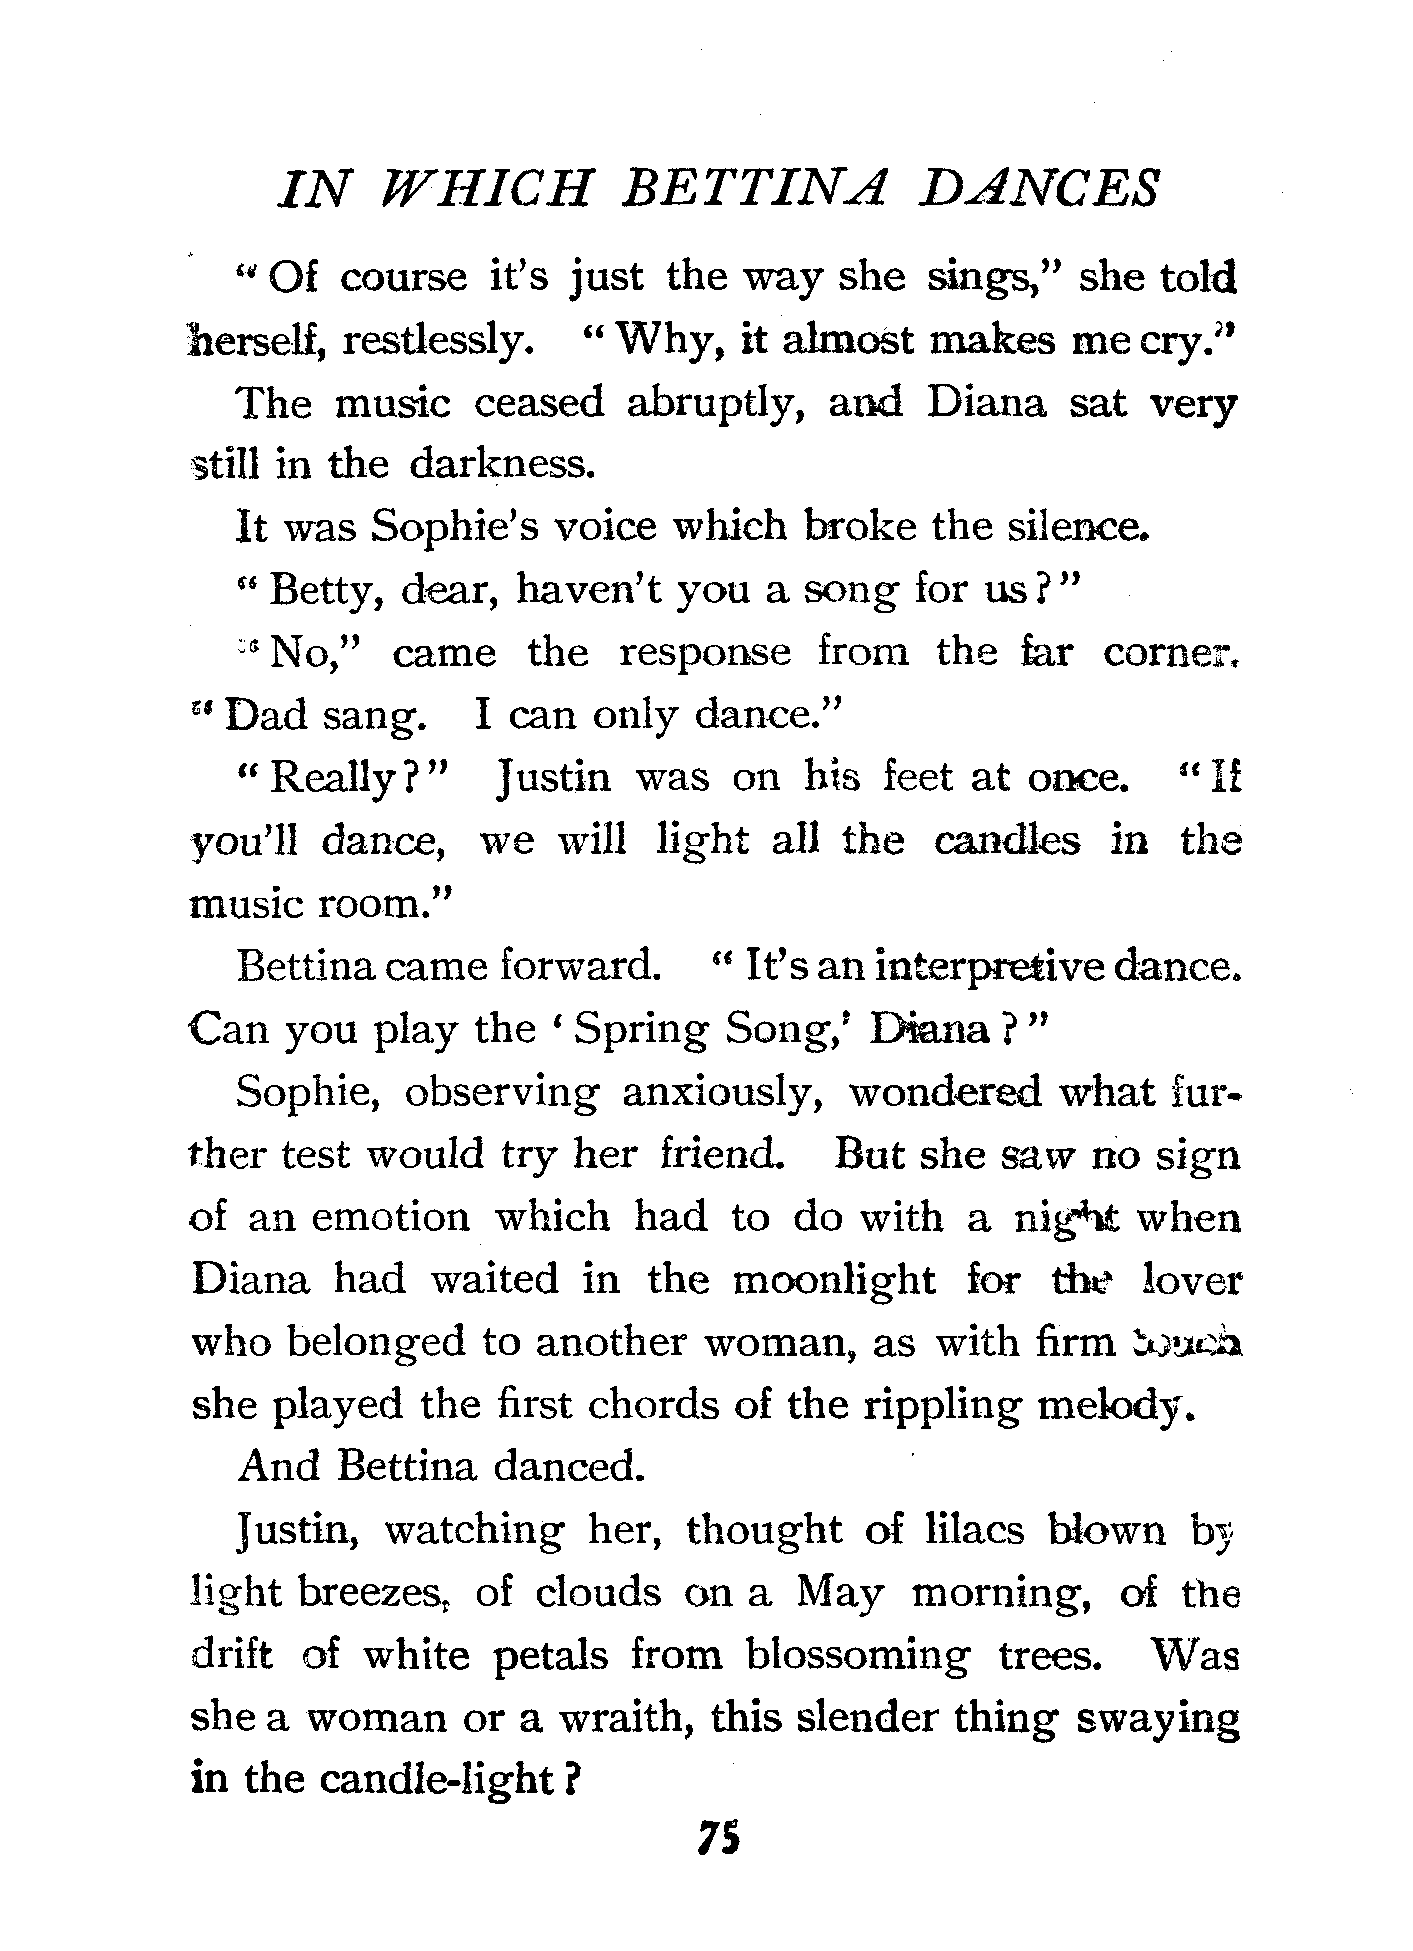 IN WHICH BETTINA DANCES
“Of course it’s just the way she sings,” she told
herself, restlessly. “Why, it almost makes me cry.”
The music ceased abruptly, and Diana sat very
still in the darkness.
It was Sophie’s voice which broke the silence.
“Betty, dear, haven’t you a song for us?”
“No,” came the response from the far corner.
“Dad sang. I can only dance.”
“Really?” Justin was on his feet at once. “If
you’ll dance, we will light all the candles in the
music room.”
Bettina came forward. “It’s an interpretive dance.
Can you play the ‘Spring Song,’ Diana?”
Sophie, observing anxiously, wondered what fur-
ther test would try her friend. But she saw no sign
of an emotion which had to do with a night when
Diana had waited in the moonlight for the lover
who belonged to another woman, as with firm touch
she played the first chords of the rippling melody.
And Bettina danced.
Justin, watching her, thought of lilacs blown by
light breezes, of clouds on a May morning, of the
drift of white petals from blossoming trees. Was
she a woman or a wraith, this slender thing swaying
in the candle-light?
75